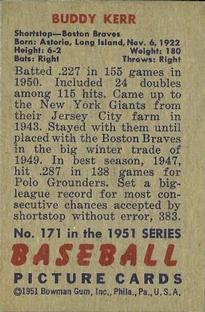 BUDDY KERR
Shortstop—Boston Braves
Born: Astoria, Long Island, Nov. 6, 1922
Height: 6-2 Weight: 180
Bats: Right Throws: Right
Batted .227 in 155 games in
1950. Included 24 doubles
among 115 hits. Came up to
the New York Giants from
their Jersey City farm in
1943. Stayed with them until
placed with the Boston Braves
in the big winter trade of
1949. In best season, 1947,
hit .287 in 138 games for
Polo Grounders. Set a big-
league record for most con-
secutive chances accepted by
shortstop without error, 383.
No. 171 in the 1951 SERIES
BASEBALL
PICTURE CARDS
©1951 Bowman Gum, Inc., Phila., Pa., U. S. A.